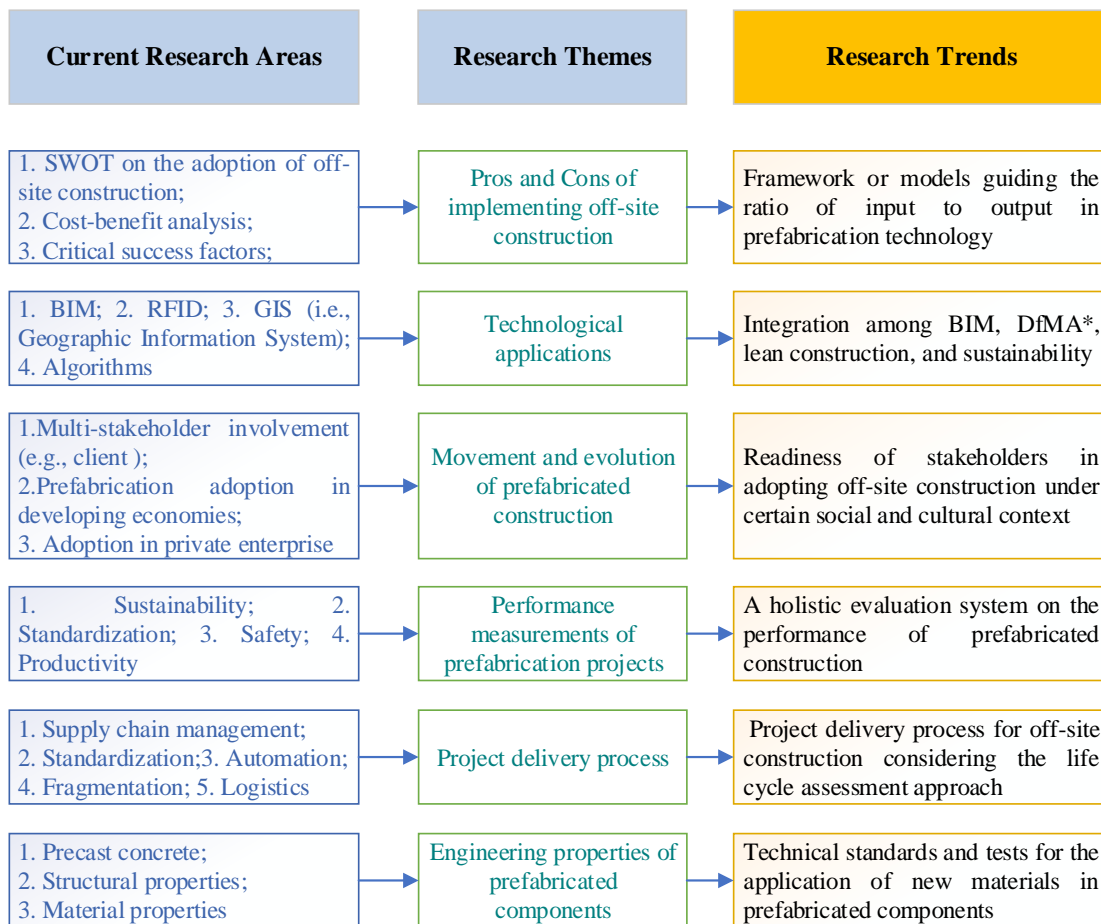 Current Research Areas
Research Themes
Research Trends
1. SWOT on the adoption of off-
site construction;
2. Cost-benefit analysis;
3. Critical success factors;
Pros and Cons of
implementing off-site
construction
Framework or models guiding the
ratio of input to output in
prefabrication technology
1. BIM; 2. RFID; 3. GIS (i.e.,
Geographic Information System);
4. Algorithms
Technological
applications
Integration among BIM, DfMA*,
lean construction, and sustainability
1.Multi-stakeholder involvement
(e.g., client );
2.Prefabrication adoption in
developing economies;
3. Adoption in private enterprise
Movement and evolution
of prefabricated
construction
Readiness of stakeholders in
adopting off-site construction under
certain social and cultural context
1. Sustainability; 2.
Standardization; 3. Safety; 4.
Productivity
Performance
measurements of
prefabrication projects
A holistic evaluation system on the
performance of prefabricated
construction
1. Supply chain management;
2. Standardization;3. Automation;
4. Fragmentation; 5. Logistics
Project delivery process
Project delivery process for off-site
construction considering the life
cycle assessment approach
1. Precast concrete;
2. Structural properties;
3. Material properties
Engineering properties of
prefabricated
components
Technical standards and tests for the
application of new materials in
prefabricated components